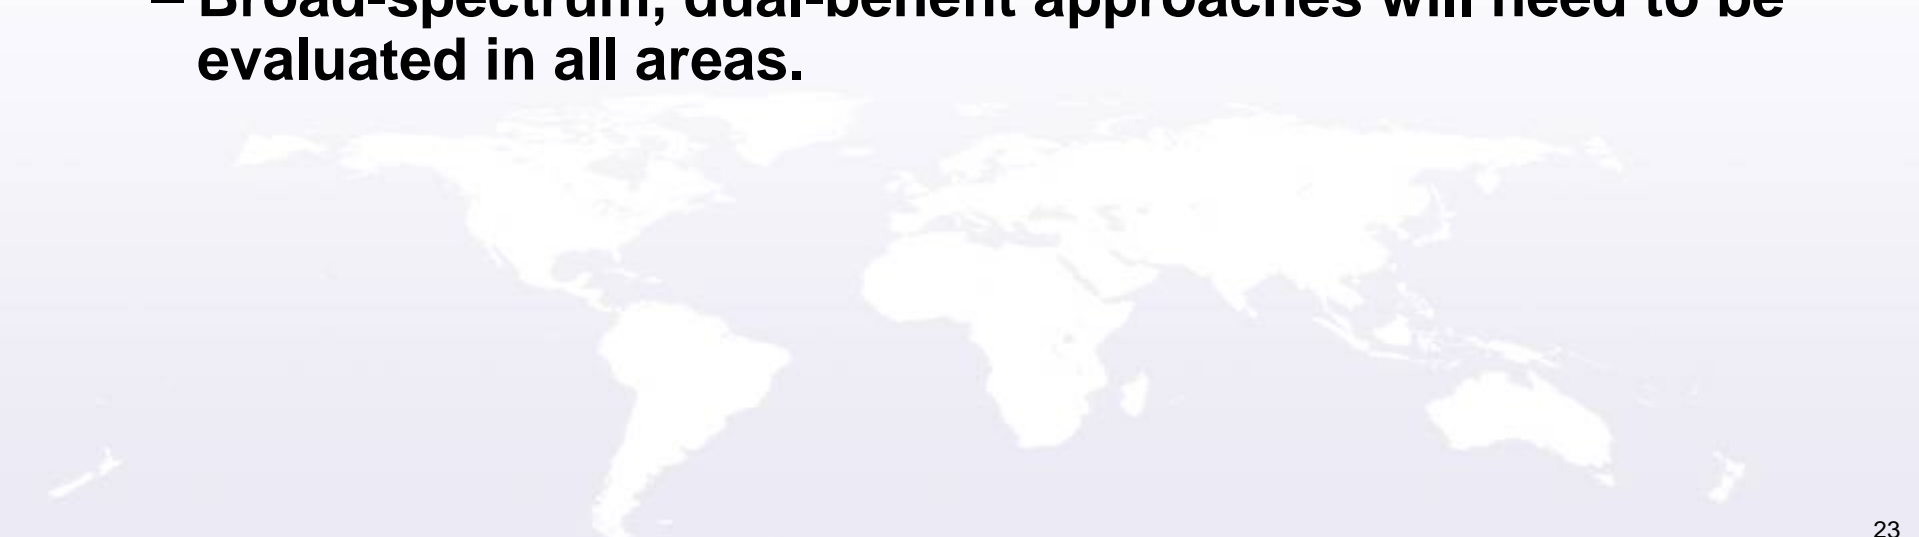 – Broad-spectrum, dual-benefit approaches will need to be
evaluated in all areas.
23